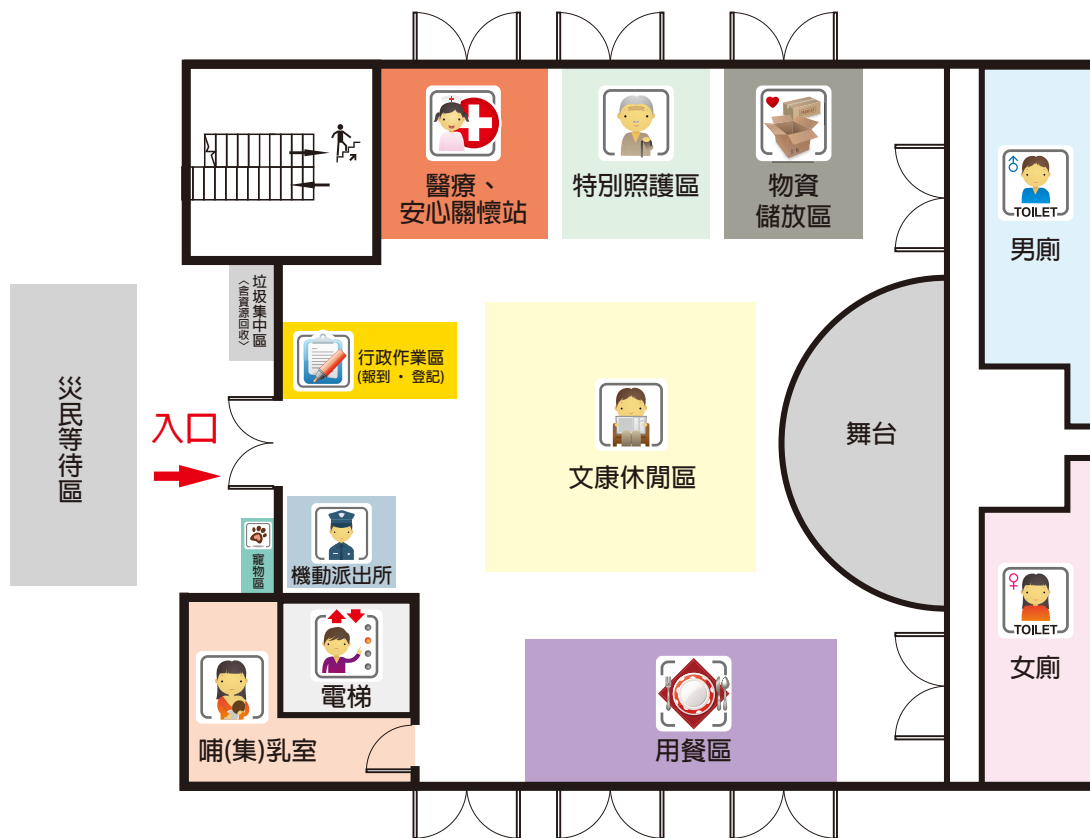 醫療、
安心關懷站
特別照護區
物資
儲放區
TOILET
男廁
垃圾集中區
〈含資源回收〉
行政作業區
(報到 · 登記)
災民等待區
入口
文康休閒區
舞台
寵物區
機動派出所
電梯
哺(集)乳室
用餐區
TOILET
女廁